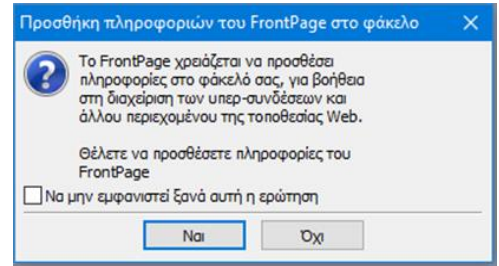 Προσθήκη πληροφοριών του FrontPage στο φάκελο
Το FrontPage χρειάζεται να προσθέσει
πληροφορίες στο φάκελό σας, για βοήθεια
στη διαχείριση των υπερ-συνδέσεων και
άλλου περιεχομένου της τοποθεσίας Web.
Θέλετε να προσθέσετε πληροφορίες του
FrontPage
Να μην εμφανιστεί ξανά αυτή η ερώτηση
Ναι Όχι